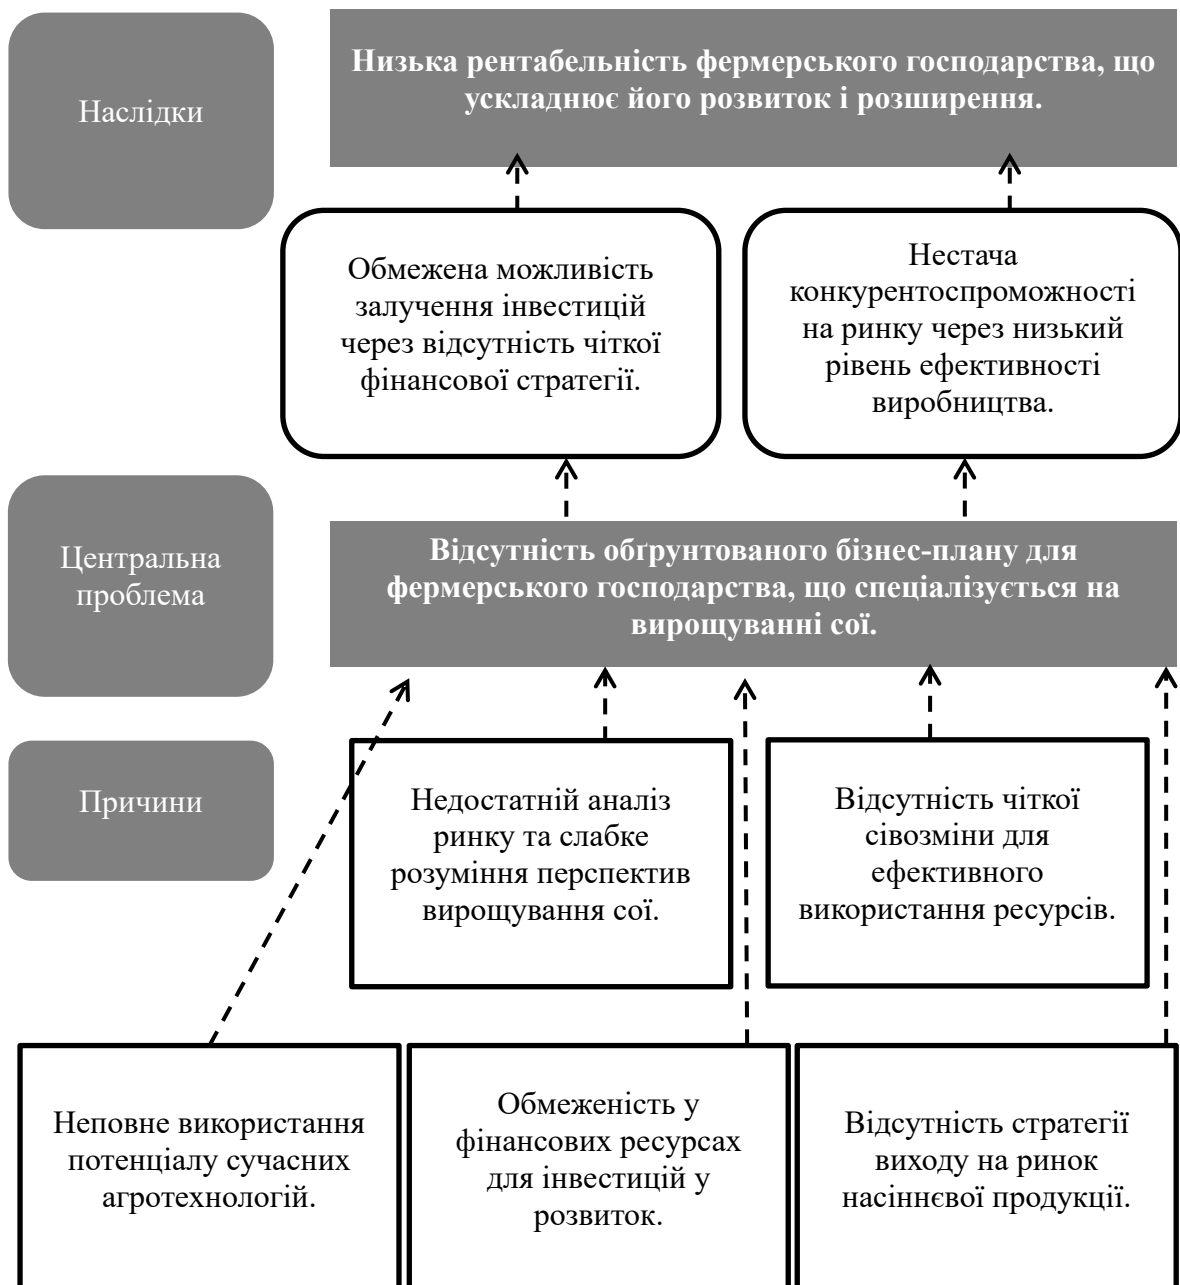 Наслідки
Низька рентабельність фермерського господарства, що
ускладнює його розвиток і розширення.
Обмежена можливість
залучення інвестицій
через відсутність чіткої
фінансової стратегії.
Нестача
конкурентоспроможності
на ринку через низький
рівень ефективності
виробництва.
Центральна
проблема
Відсутність обґрунтованого бізнес-плану для
фермерського господарства, що спеціалізується на
вирощуванні сої.
Причини
Недостатній аналіз
ринку та слабке
розуміння перспектив
вирощування сої.
Відсутність чіткої
сівозміни для
ефективного
використання ресурсів.
Неповне використання
потенціалу сучасних
агротехнологій.
Обмеженість у
фінансових ресурсах
для інвестицій у
розвиток.
Відсутність стратегії
виходу на ринок
насіннєвої продукції.